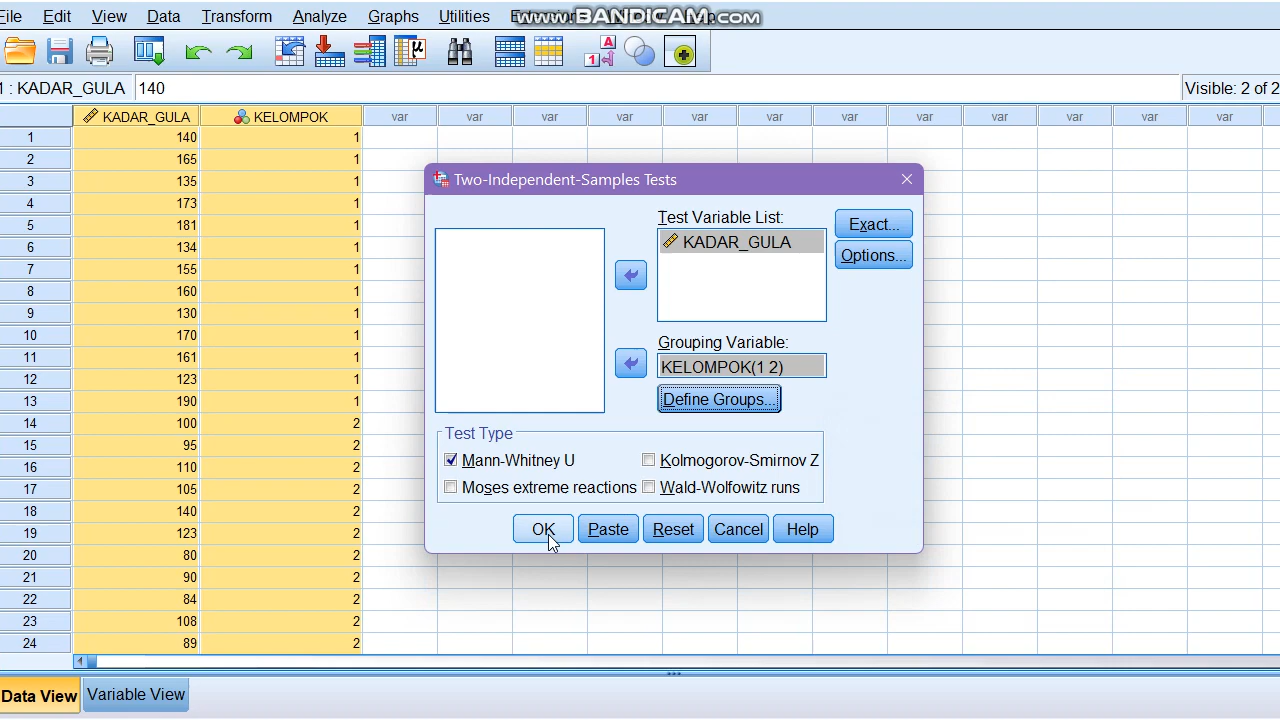 File Edit View Data Transform Analyze Graphs Utilities
www.BANDICAM.com
1 : KADAR_GULA 140 Visible: 2 of 2
KADAR_GULA KELOMPOK var var var var var var var var var var var var
1 140 1
2 165 1
3 135 1
4 173 1
5 181 1
6 134 1
7 155 1
8 160 1
9 130 1
10 170 1
11 161 1
12 123 1
13 190 1
14 100 2
15 95 2
16 110 2
17 105 2
18 140 2
19 123 2
20 80 2
21 90 2
22 84 2
23 108 2
24 89 2
Two-Independent-Samples Tests
Test Variable List:
KADAR_GULA
Exact...
Options...
Grouping Variable:
KELOMPOK(1 2)
Define Groups...
Test Type
Mann-Whitney U Kolmogorov-Smirnov Z
Moses extreme reactions Wald-Wolfowitz runs
OK Paste Reset Cancel Help
Data View Variable View